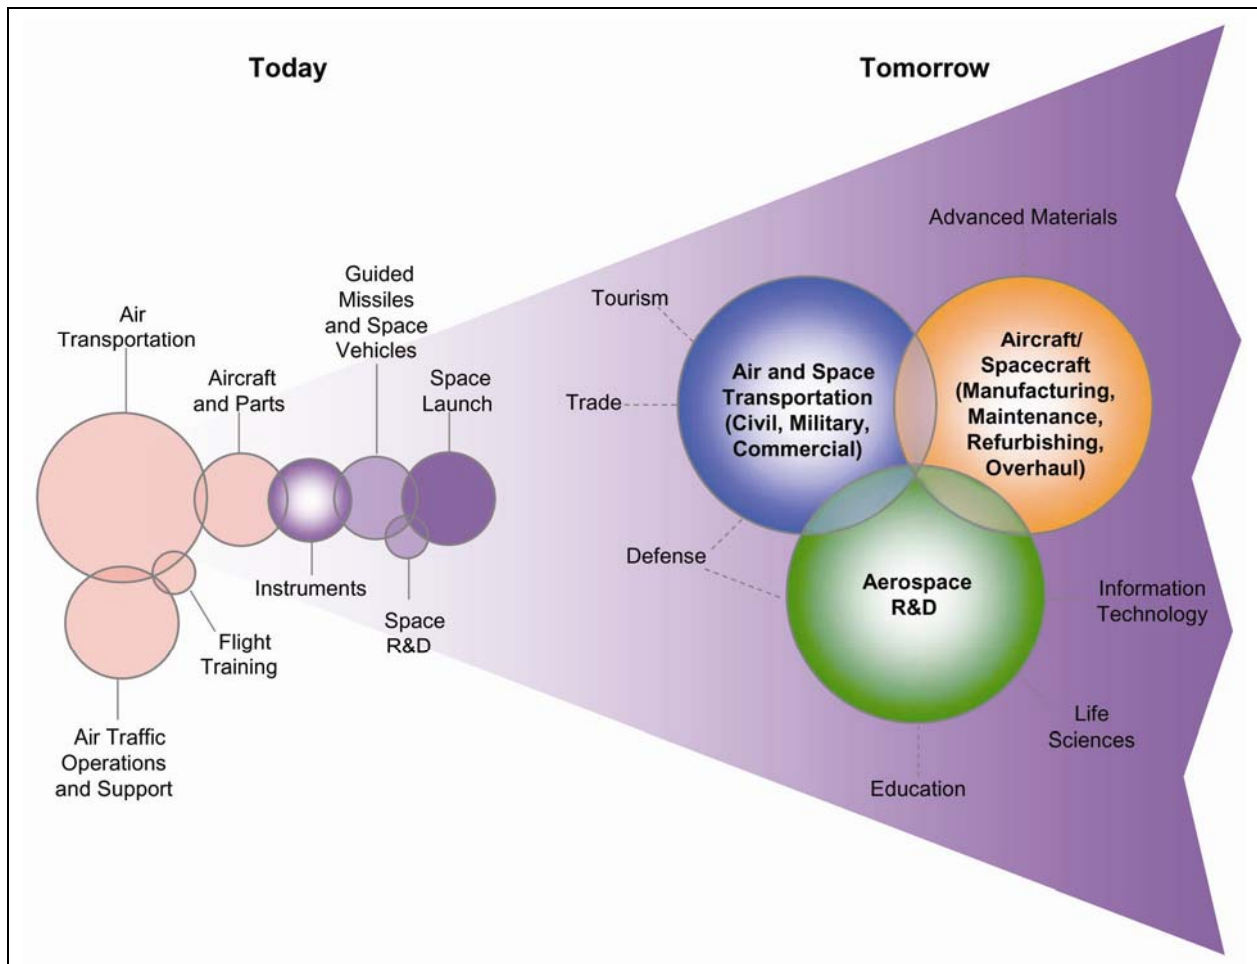 Today
Tomorrow
Air
Transportation
Aircraft
and Parts
Guided
Missiles
and Space
Vehicles
Space
Launch
Instruments
Space
R&D
Flight
Training
Air Traffic
Operations
and Support
Advanced Materials
Tourism
Trade
Defense
Air and Space
Transportation
(Civil, Military,
Commercial)
Aircraft/
Spacecraft
(Manufacturing,
Maintenance,
Refurbishing,
Overhaul)
Aerospace
R&D
Information
Technology
Life
Sciences
Education